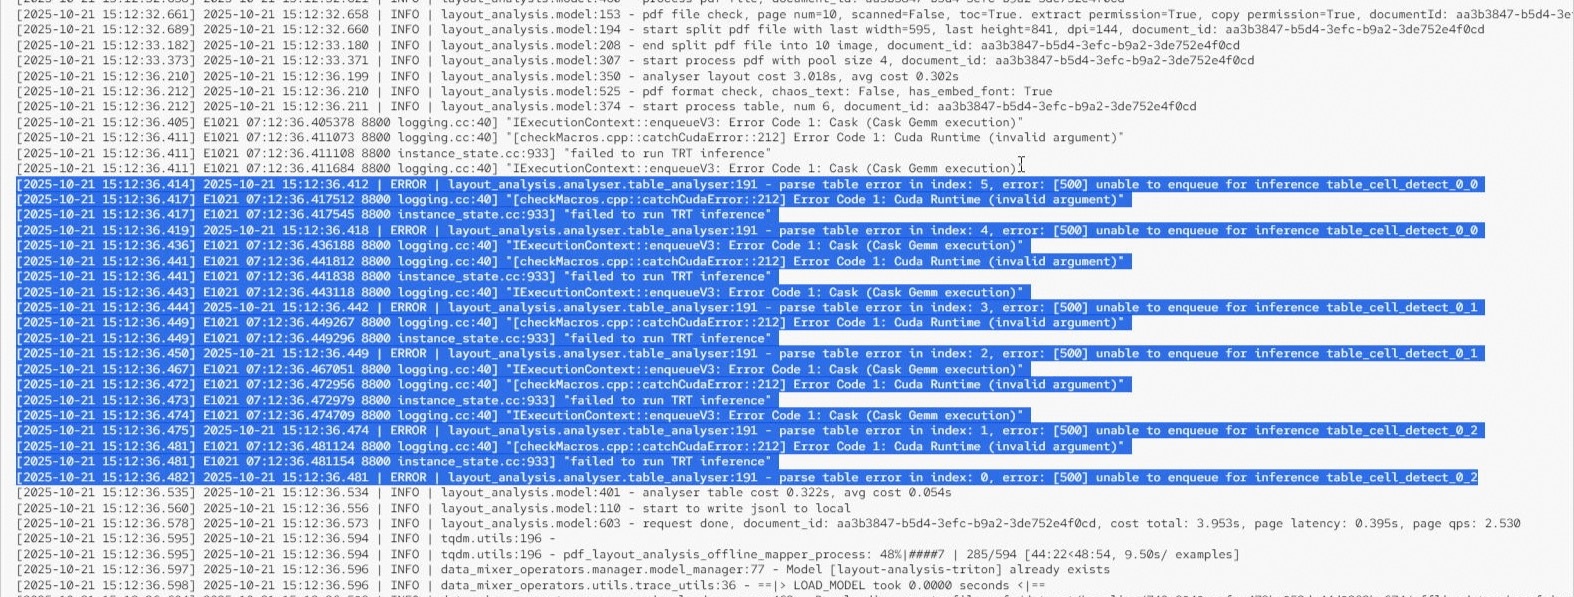 [2025-10-21 15:12:32.661] 2025-10-21 15:12:32.658 | INFO | layout_analysis.model:153 - pdf file check, page num=10, scanned=False, toc=True. extract permission=True, copy permission=True, documentId: aa3b3847-b5d4-3e
[2025-10-21 15:12:32.689] 2025-10-21 15:12:32.660 | INFO | layout_analysis.model:194 - start split pdf file with last width=595, last height=841, dpi=144, document_id: aa3b3847-b5d4-3efc-b9a2-3de752e4f0cd
[2025-10-21 15:12:33.182] 2025-10-21 15:12:33.180 | INFO | layout_analysis.model:208 - end split pdf file into 10 image, document_id: aa3b3847-b5d4-3efc-b9a2-3de752e4f0cd
[2025-10-21 15:12:33.373] 2025-10-21 15:12:33.371 | INFO | layout_analysis.model:307 - start process pdf with pool size 4, document_id: aa3b3847-b5d4-3efc-b9a2-3de752e4f0cd
[2025-10-21 15:12:36.210] 2025-10-21 15:12:36.199 | INFO | layout_analysis.model:350 - analyser layout cost 3.018s, avg cost 0.302s
[2025-10-21 15:12:36.212] 2025-10-21 15:12:36.210 | INFO | layout_analysis.model:525 - pdf format check, chaos_text: False, has_embed_font: True
[2025-10-21 15:12:36.212] 2025-10-21 15:12:36.211 | INFO | layout_analysis.model:374 - start process table, num 6, document_id: aa3b3847-b5d4-3efc-b9a2-3de752e4f0cd
[2025-10-21 15:12:36.405] E1021 07:12:36.405378 8800 logging.cc:40] "IExecutionContext::enqueueV3: Error Code 1: Cask (Cask Gemm execution)"
[2025-10-21 15:12:36.411] E1021 07:12:36.411073 8800 logging.cc:40] "[checkMacros.cpp::catchCudaError::212] Error Code 1: Cuda Runtime (invalid argument)"
[2025-10-21 15:12:36.411] E1021 07:12:36.411108 8800 instance_state.cc:933] "failed to run TRT inference"
[2025-10-21 15:12:36.411] E1021 07:12:36.411684 8800 logging.cc:40] "IExecutionContext::enqueueV3: Error Code 1: Cask (Cask Gemm execution)"
[2025-10-21 15:12:36.414] 2025-10-21 15:12:36.412 | ERROR | layout_analysis.analyser.table_analyser:191 - parse table error in index: 5, error: [500] unable to enqueue for inference table_cell_detect_0_0
[2025-10-21 15:12:36.417] E1021 07:12:36.417512 8800 logging.cc:40] "[checkMacros.cpp::catchCudaError::212] Error Code 1: Cuda Runtime (invalid argument)"
[2025-10-21 15:12:36.417] E1021 07:12:36.417545 8800 instance_state.cc:933] "failed to run TRT inference"
[2025-10-21 15:12:36.419] 2025-10-21 15:12:36.418 | ERROR | layout_analysis.analyser.table_analyser:191 - parse table error in index: 4, error: [500] unable to enqueue for inference table_cell_detect_0_0
[2025-10-21 15:12:36.436] E1021 07:12:36.436188 8800 logging.cc:40] "IExecutionContext::enqueueV3: Error Code 1: Cask (Cask Gemm execution)"
[2025-10-21 15:12:36.441] E1021 07:12:36.441812 8800 logging.cc:40] "[checkMacros.cpp::catchCudaError::212] Error Code 1: Cuda Runtime (invalid argument)"
[2025-10-21 15:12:36.441] E1021 07:12:36.441838 8800 instance_state.cc:933] "failed to run TRT inference"
[2025-10-21 15:12:36.443] E1021 07:12:36.443118 8800 logging.cc:40] "IExecutionContext::enqueueV3: Error Code 1: Cask (Cask Gemm execution)"
[2025-10-21 15:12:36.444] 2025-10-21 15:12:36.442 | ERROR | layout_analysis.analyser.table_analyser:191 - parse table error in index: 3, error: [500] unable to enqueue for inference table_cell_detect_0_1
[2025-10-21 15:12:36.449] E1021 07:12:36.449267 8800 logging.cc:40] "[checkMacros.cpp::catchCudaError::212] Error Code 1: Cuda Runtime (invalid argument)"
[2025-10-21 15:12:36.449] E1021 07:12:36.449296 8800 instance_state.cc:933] "failed to run TRT inference"
[2025-10-21 15:12:36.450] 2025-10-21 15:12:36.449 | ERROR | layout_analysis.analyser.table_analyser:191 - parse table error in index: 2, error: [500] unable to enqueue for inference table_cell_detect_0_1
[2025-10-21 15:12:36.467] E1021 07:12:36.467051 8800 logging.cc:40] "IExecutionContext::enqueueV3: Error Code 1: Cask (Cask Gemm execution)"
[2025-10-21 15:12:36.472] E1021 07:12:36.472956 8800 logging.cc:40] "[checkMacros.cpp::catchCudaError::212] Error Code 1: Cuda Runtime (invalid argument)"
[2025-10-21 15:12:36.473] E1021 07:12:36.472979 8800 instance_state.cc:933] "failed to run TRT inference"
[2025-10-21 15:12:36.474] E1021 07:12:36.474709 8800 logging.cc:40] "IExecutionContext::enqueueV3: Error Code 1: Cask (Cask Gemm execution)"
[2025-10-21 15:12:36.475] 2025-10-21 15:12:36.474 | ERROR | layout_analysis.analyser.table_analyser:191 - parse table error in index: 1, error: [500] unable to enqueue for inference table_cell_detect_0_2
[2025-10-21 15:12:36.481] E1021 07:12:36.481124 8800 logging.cc:40] "[checkMacros.cpp::catchCudaError::212] Error Code 1: Cuda Runtime (invalid argument)"
[2025-10-21 15:12:36.481] E1021 07:12:36.481154 8800 instance_state.cc:933] "failed to run TRT inference"
[2025-10-21 15:12:36.482] 2025-10-21 15:12:36.481 | ERROR | layout_analysis.analyser.table_analyser:191 - parse table error in index: 0, error: [500] unable to enqueue for inference table_cell_detect_0_2
[2025-10-21 15:12:36.535] 2025-10-21 15:12:36.534 | INFO | layout_analysis.model:401 - analyser table cost 0.322s, avg cost 0.054s
[2025-10-21 15:12:36.560] 2025-10-21 15:12:36.556 | INFO | layout_analysis.model:110 - start to write jsonl to local
[2025-10-21 15:12:36.578] 2025-10-21 15:12:36.573 | INFO | layout_analysis.model:603 - request done, document_id: aa3b3847-b5d4-3efc-b9a2-3de752e4f0cd, cost total: 3.953s, page latency: 0.395s, page qps: 2.530
[2025-10-21 15:12:36.595] 2025-10-21 15:12:36.594 | INFO | tqdm.utils:196 -
[2025-10-21 15:12:36.595] 2025-10-21 15:12:36.594 | INFO | tqdm.utils:196 - pdf_layout_analysis_offline_mapper_process: 48%|####7 | 285/594 [44:22<48:54, 9.50s/ examples]
[2025-10-21 15:12:36.597] 2025-10-21 15:12:36.596 | INFO | data_mixer_operators.manager.model_manager:77 - Model [layout-analysis-triton] already exists
[2025-10-21 15:12:36.598] 2025-10-21 15:12:36.596 | INFO | data_mixer_operators.utils.trace_utils:36 - ==|> LOAD_MODEL took 0.0000 seconds <|==